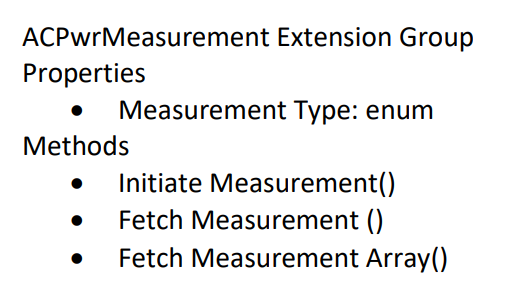 ACPwrMeasurement Extension Group
Properties
• Measurement Type: enum
Methods
• Initiate Measurement()
• Fetch Measurement ()
• Fetch Measurement Array()